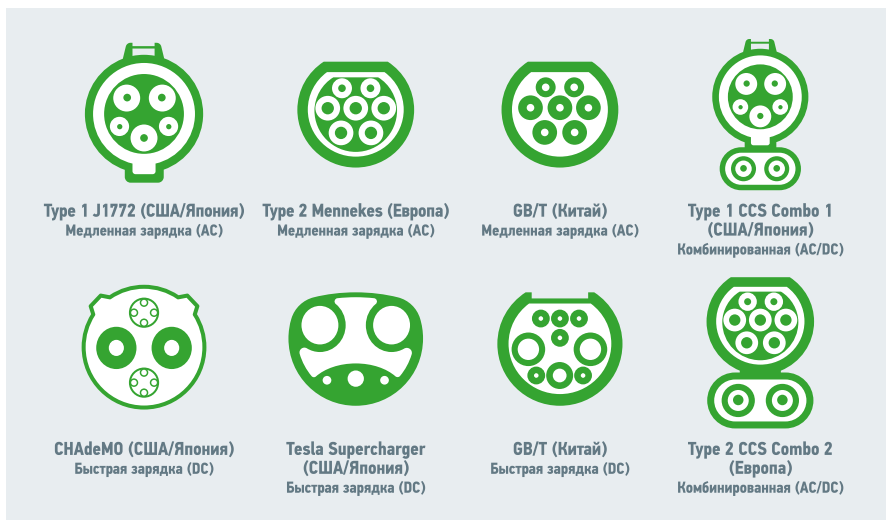 Type 1 J1772 (США/Япония)
Медленная зарядка (AC)
Type 2 Mennekes (Европа)
Медленная зарядка (AC)
GB/T (Китай)
Медленная зарядка (AC)
Type 1 CCS Combo 1
(США/Япония)
Комбинированная (AC/DC)
CHAdeMO (США/Япония)
Быстрая зарядка (DC)
Tesla Supercharger
(США/Япония)
Быстрая зарядка (DC)
GB/T (Китай)
Быстрая зарядка (DC)
Type 2 CCS Combo 2
(Европа)
Комбинированная (AC/DC)